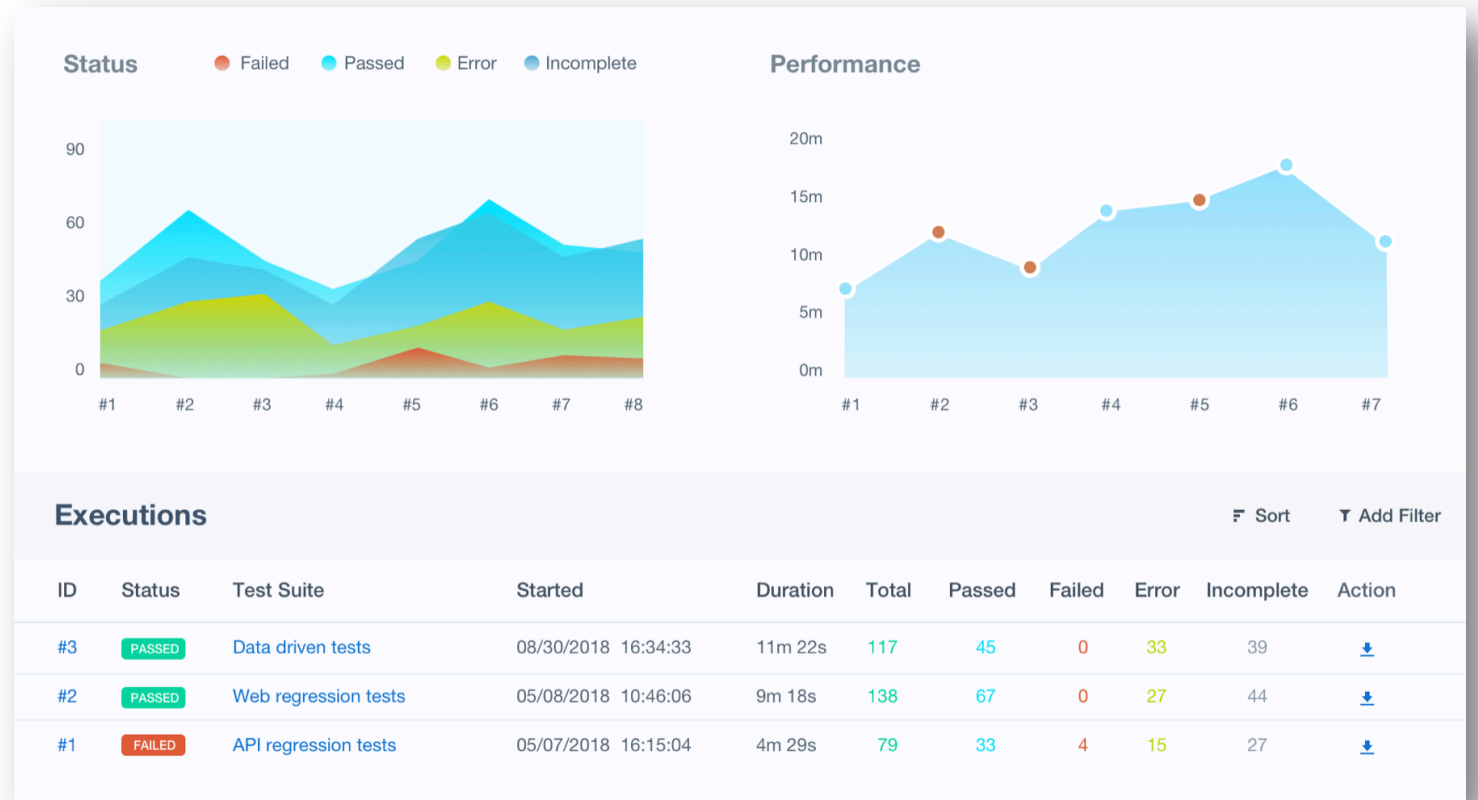 Status Failed Passed Error Incomplete
90
60
30
0
#1 #2 #3 #4 #5 #6 #7 #8
Performance
20m
15m
10m
5m
0m
#1 #2 #3 #4 #5 #6 #7
Executions Sort Add Filter
ID Status Test Suite Started Duration Total Passed Failed Error Incomplete Action
#3 PASSED Data driven tests 08/30/2018 16:34:33 11m 22s 117 45 0 33 39
#2 PASSED Web regression tests 05/08/2018 10:46:06 9m 18s 138 67 0 27 44
#1 FAILED API regression tests 05/07/2018 16:15:04 4m 29s 79 33 4 15 27